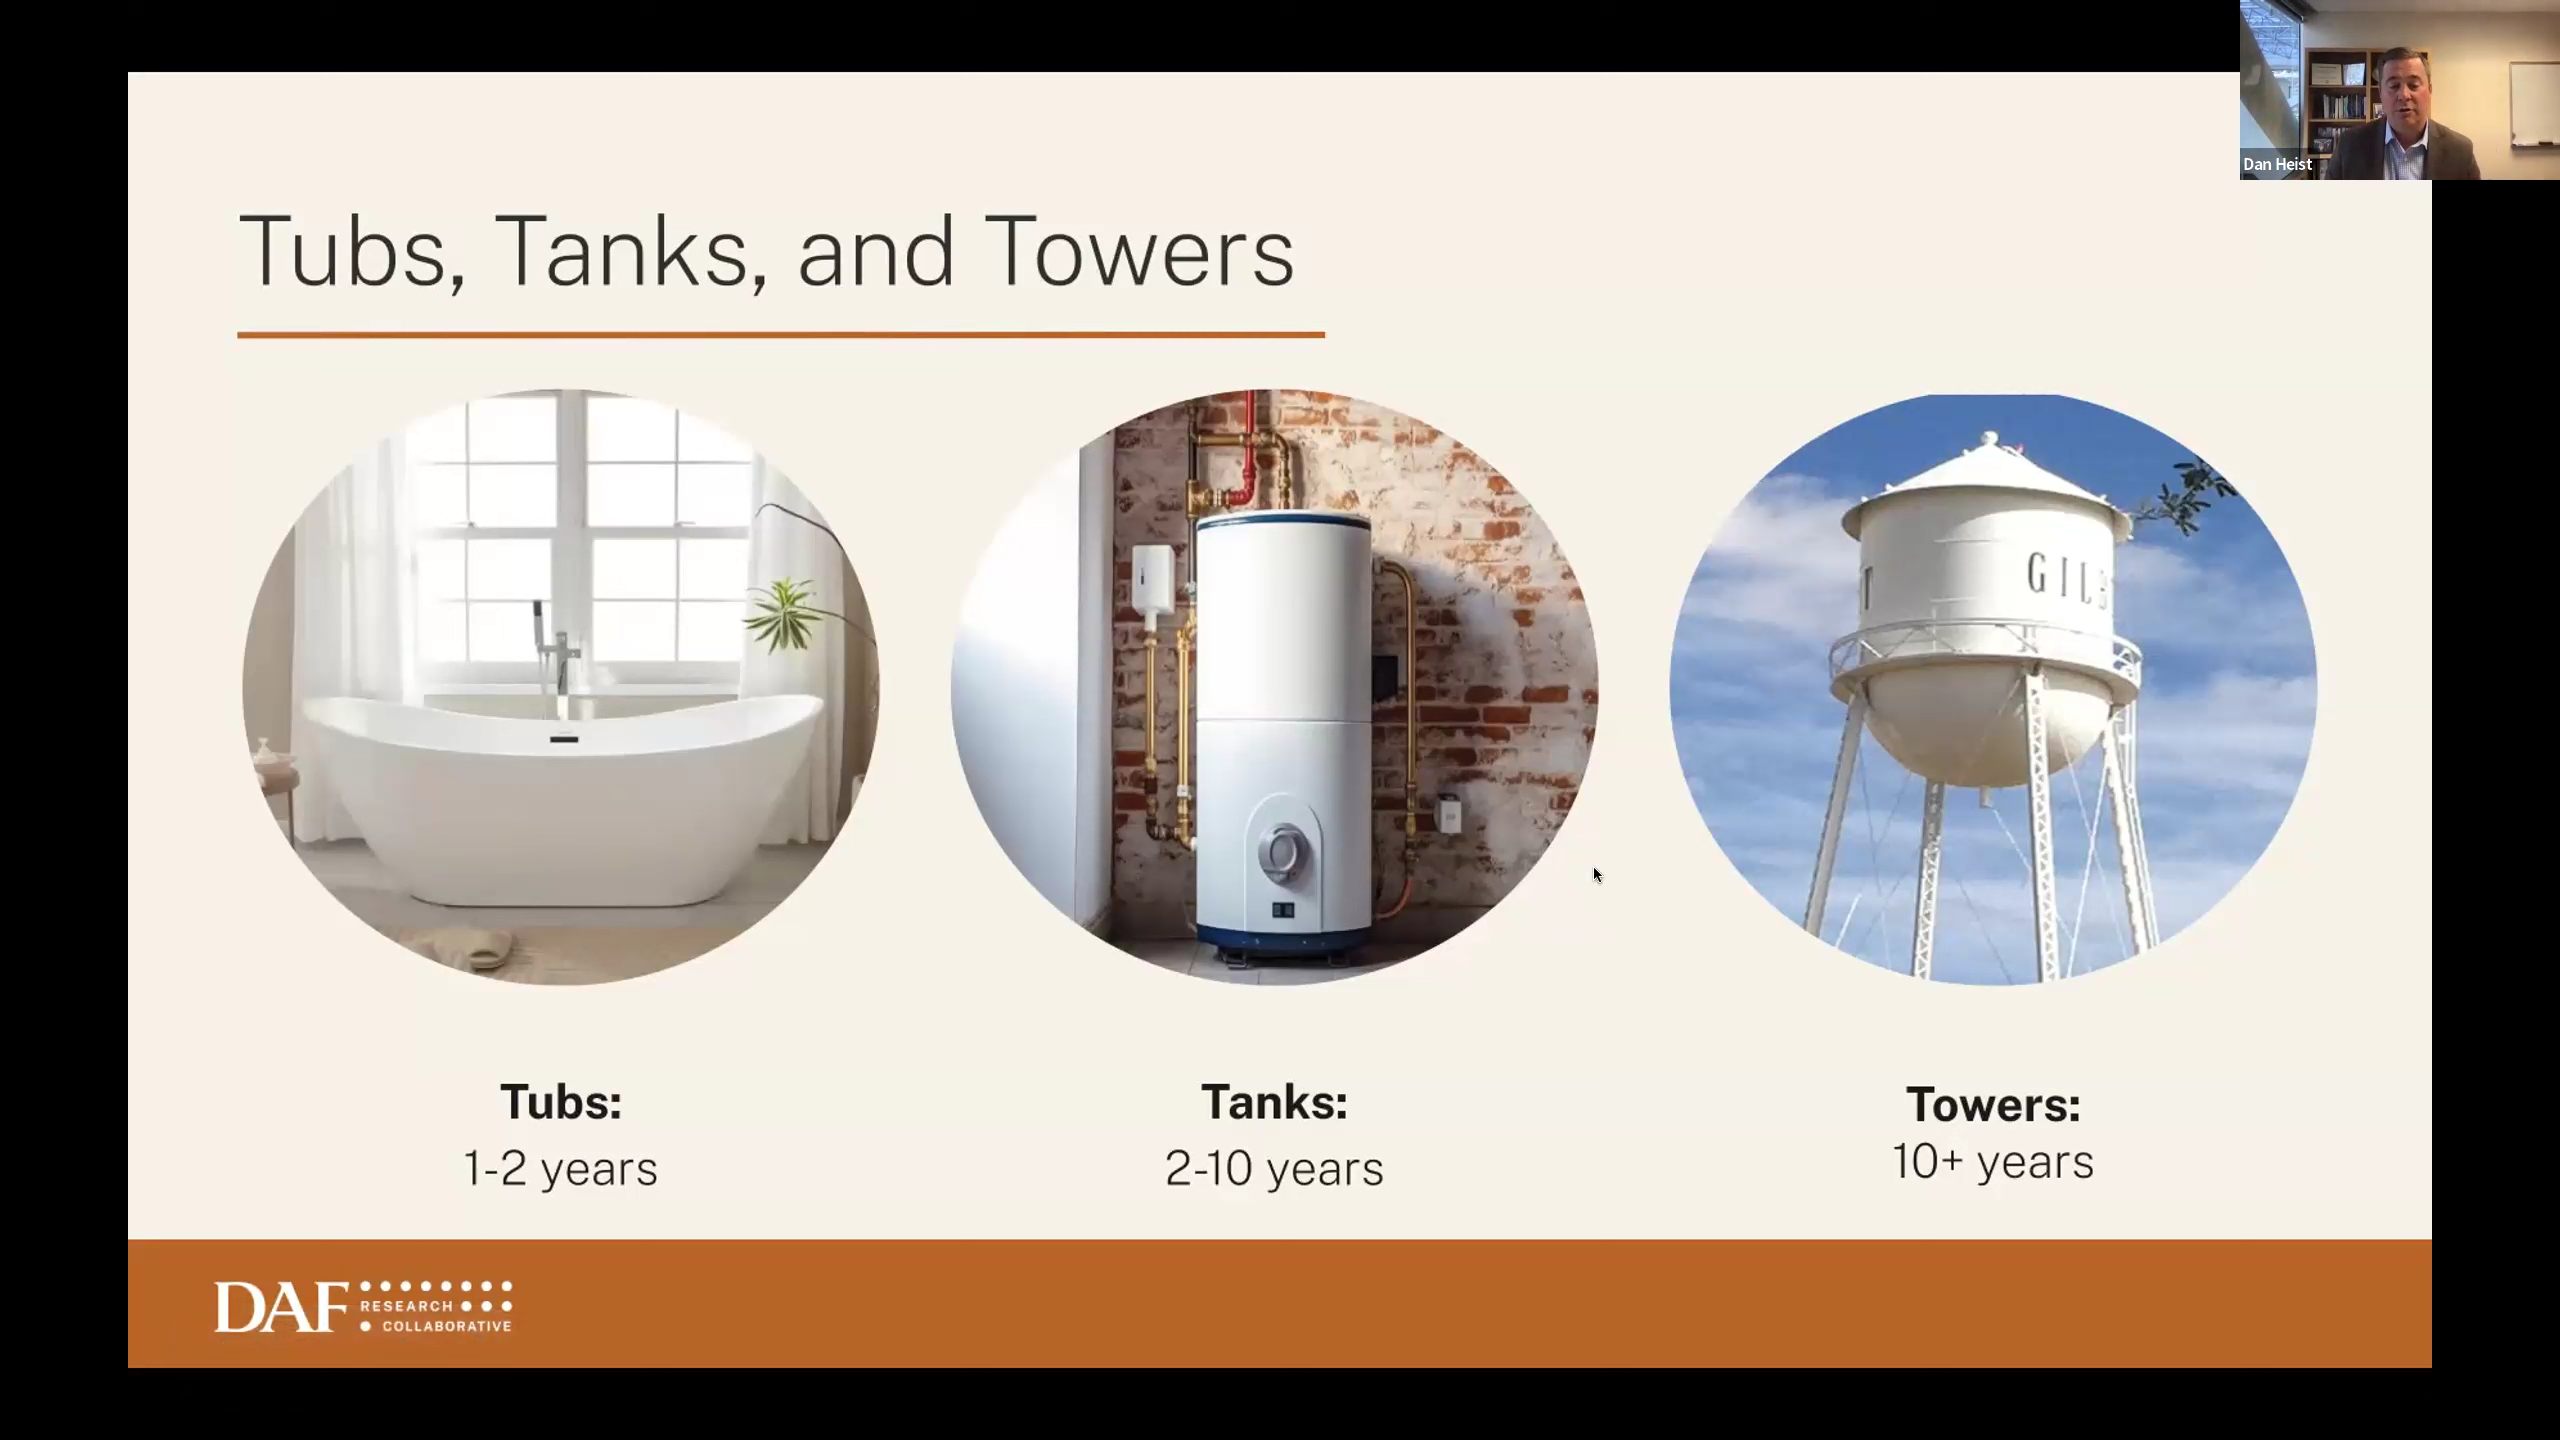 Dan Heist
Tubs, Tanks, and Towers
GILB
Tubs:
1-2 years
Tanks:
2-10 years
Towers:
10+ years
DAF
RESEARCH
COLLABORATIVE